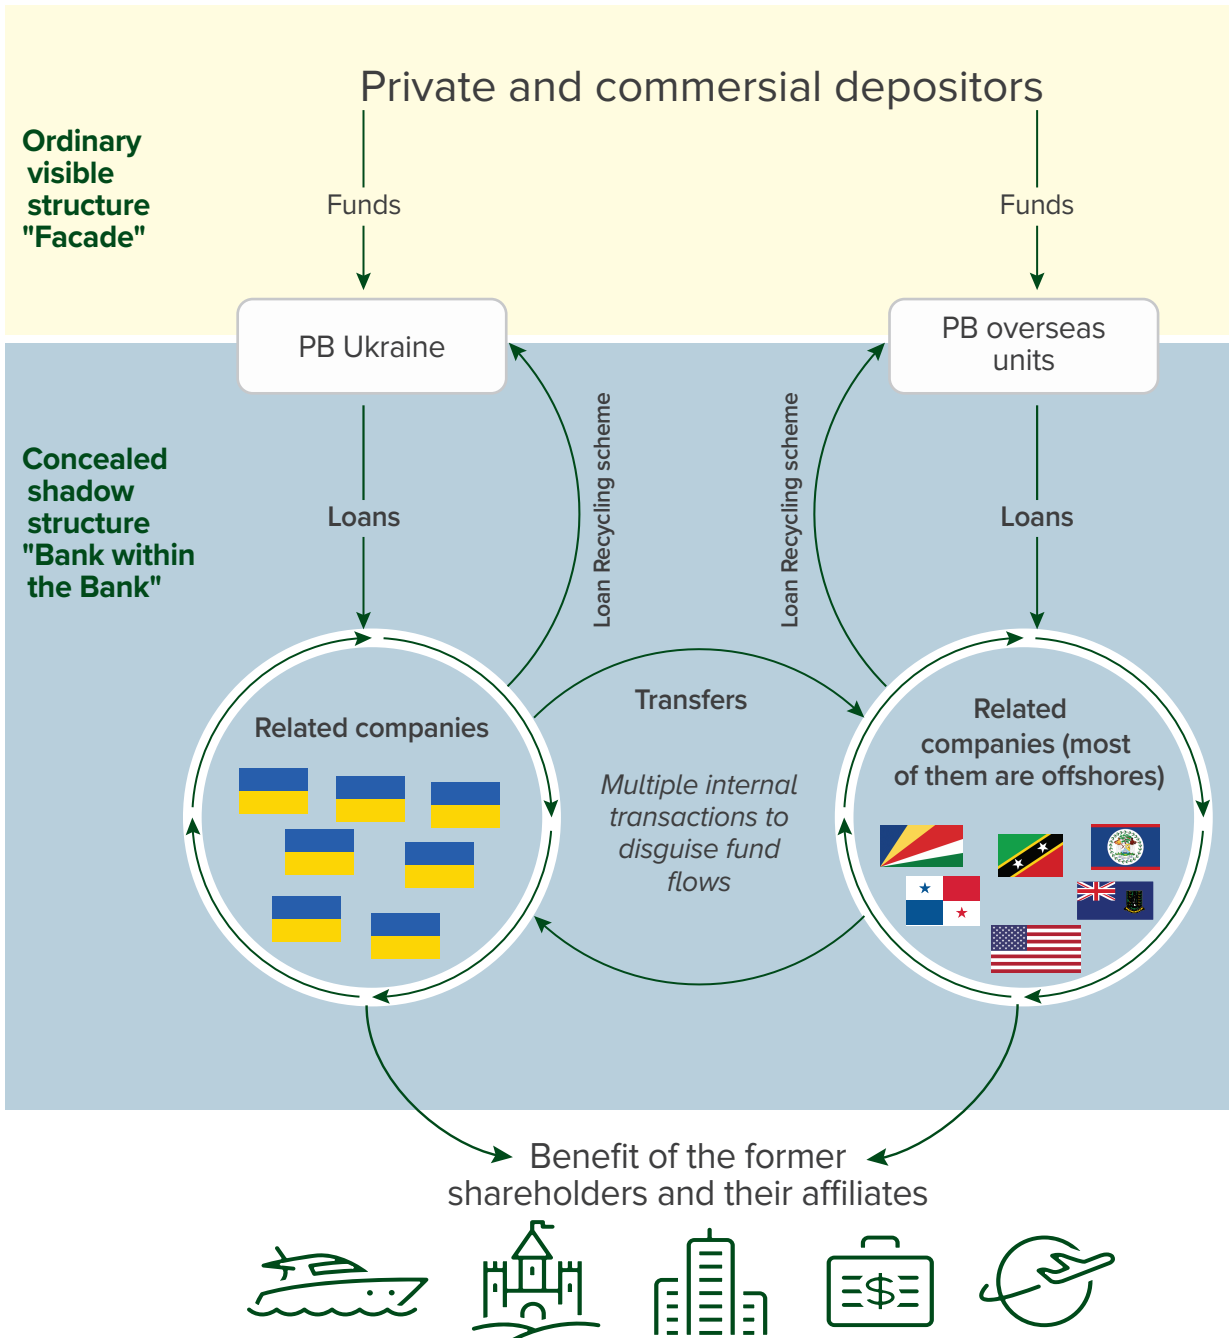 Private and commersial depositors
Ordinary
visible
structure
"Facade"
Funds
Funds
PB Ukraine
PB overseas
units
Concealed
shadow
structure
"Bank within
the Bank"
Loans
Loan Recycling scheme
Loan Recycling scheme
Loans
Related companies
Transfers
Multiple internal
transactions to
disguise fund
flows
Related
companies (most
of them are offshores)
Benefit of the former
shareholders and their affiliates
$